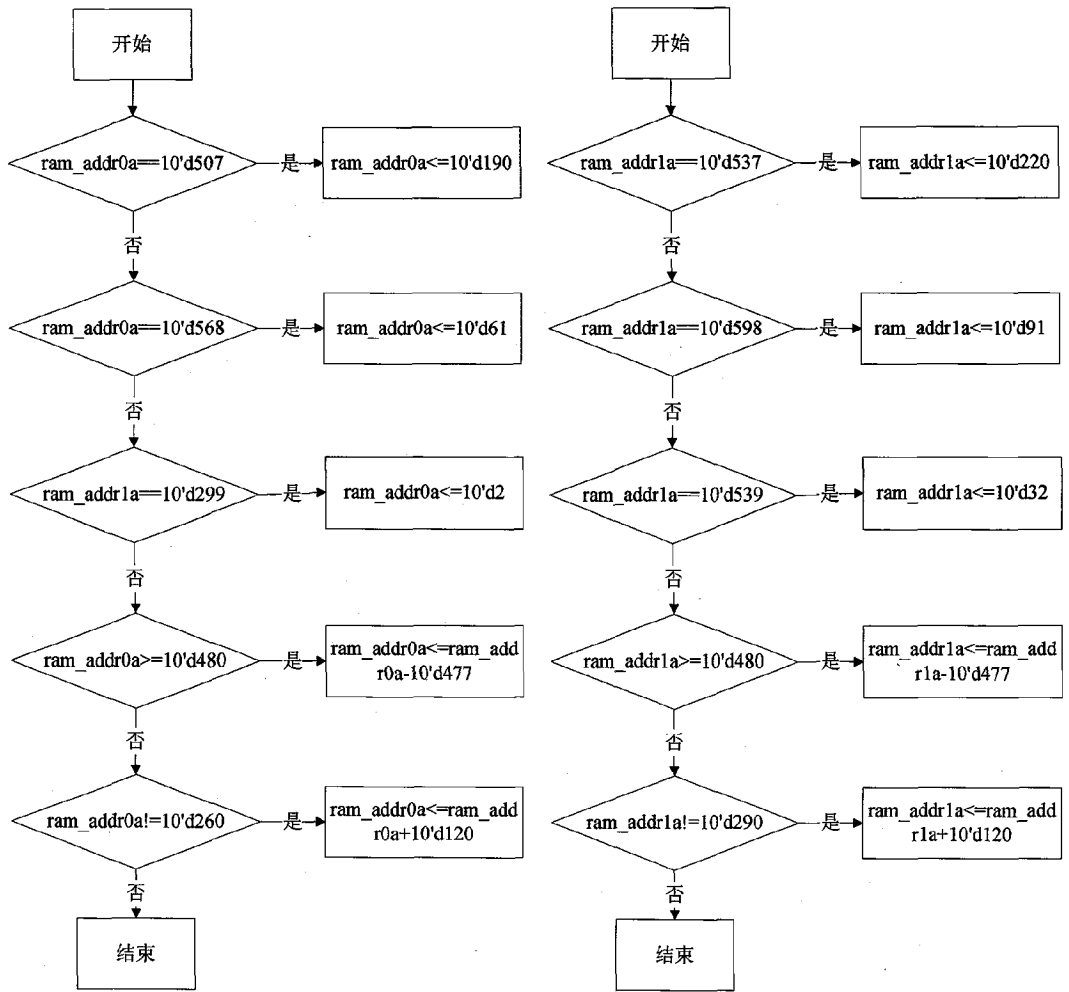 开始
ram_addr0a==10'd507
是
ram_addr0a<=10'd190
否
ram_addr0a==10'd568
是
ram_addr0a<=10'd61
否
ram_addr1a==10'd299
是
ram_addr0a<=10'd2
否
ram_addr0a>=10'd480
是
ram_addr0a<=ram_add
r0a-10'd477
否
ram_addr0a!=10'd260
是
ram_addr0a<=ram_add
r0a+10'd120
否
结束
开始
ram_addr1a==10'd537
是
ram_addr1a<=10'd220
否
ram_addr1a==10'd598
是
ram_addr1a<=10'd91
否
ram_addr1a==10'd539
是
ram_addr1a<=10'd32
否
ram_addr1a>=10'd480
是
ram_addr1a<=ram_add
r1a-10'd477
否
ram_addr1a!=10'd290
是
ram_addr1a<=ram_add
r1a+10'd120
否
结束